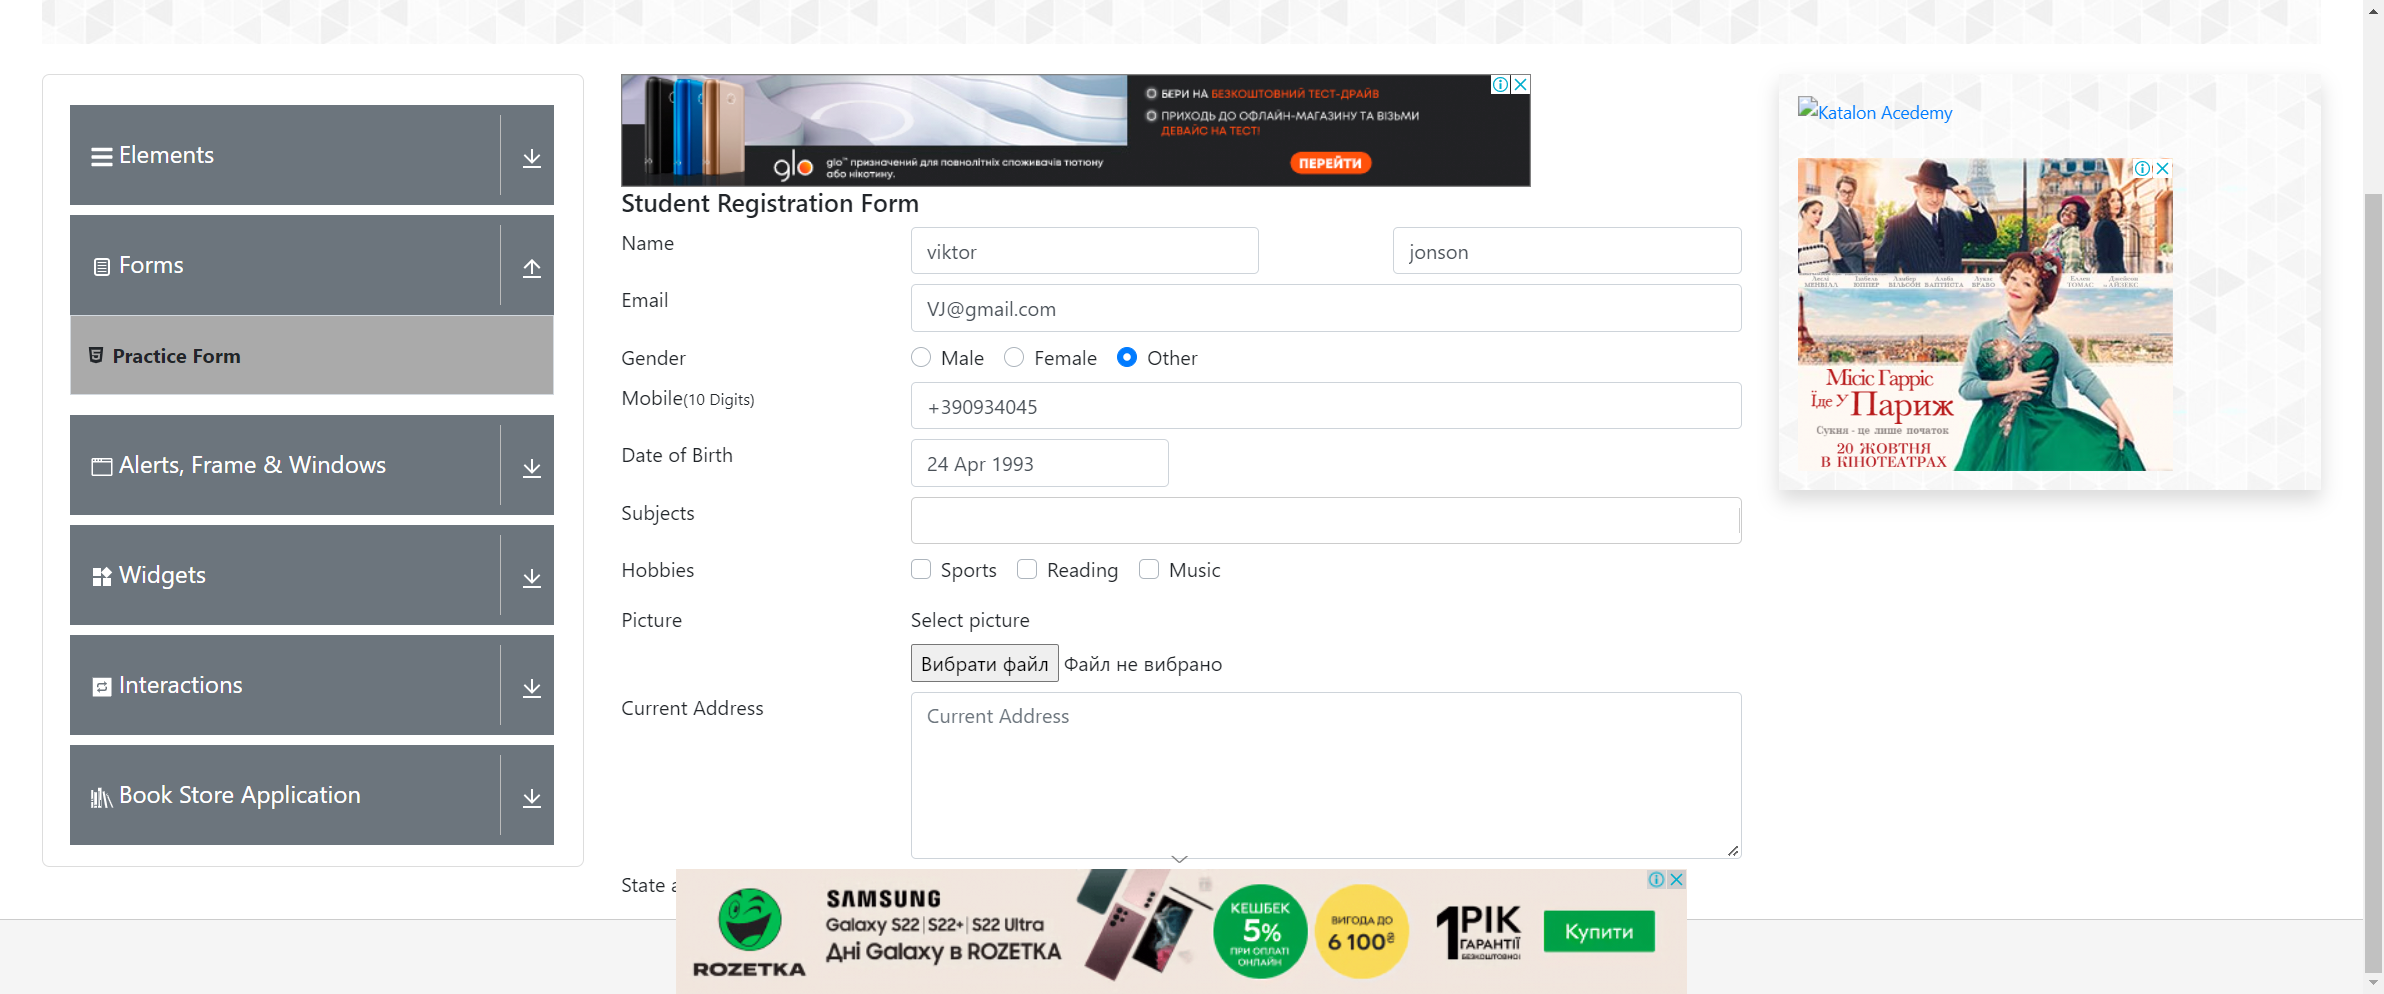 Elements
Forms
Practice Form
Alerts, Frame & Windows
Widgets
Interactions
Book Store Application
БЕРИ НА БЕЗКОШТОВНИЙ ТЕСТ-ДРАЙВ
ПРИХОДЬ ДО ОФЛАЙН-МАГАЗИНУ ТА ВІЗЬМИ
ДЕВАЙС НА ТЕСТ!
glo
glo™ призначений для повнолітніх споживачів тютюну
або нікотину.
ПЕРЕЙТИ
Student Registration Form
Name
viktor
jonson
Email
VJ@gmail.com
Gender
Male
Female
Other
Mobile(10 Digits)
+390934045
Date of Birth
24 Apr 1993
Subjects
Hobbies
Sports
Reading
Music
Picture
Select picture
Вибрати файл Файл не вибрано
Current Address
Current Address
State
Katalon Acedemy
Місіс Гарріс
їде у Париж
Сукня - це лише початок
20 ЖОВТНЯ
В КІНОТЕАТРАХ
ROZETKA
SAMSUNG
Galaxy S22 | S22+ | S22 Ultra
Дні Galaxy в ROZETKA
КЕШБЕК
5%
ПРИ ОПЛАТІ
ОНЛАЙН
ВИГОДА ДО
6 100₴
1 РІК
ГАРАНТІЇ
БЕЗКОШТОВНОЇ
Купити